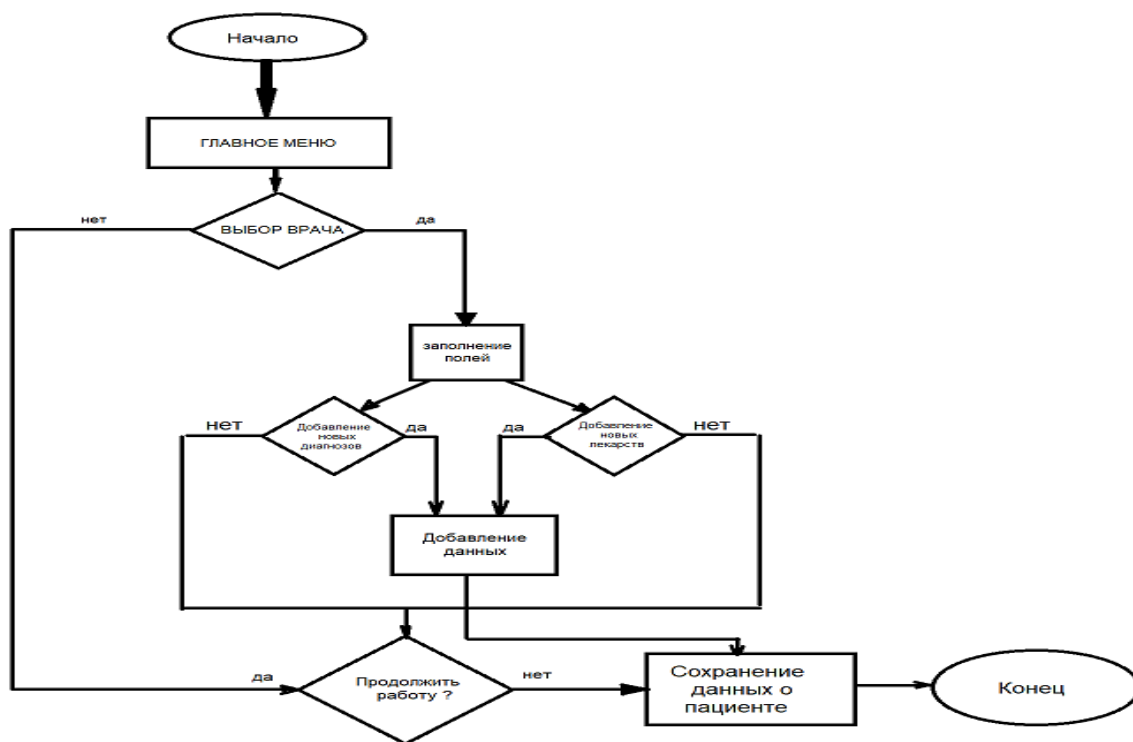 Начало
ГЛАВНОЕ МЕНЮ
нет
да
ВЫБОР ВРАЧА
заполнение
полей
нет
Добавление
новых
диагнозов
да
да
Добавление
новых
лекарств
нет
Добавление
данных
да
Продолжить
работу ?
нет
Сохранение
данных о
пациенте
Конец